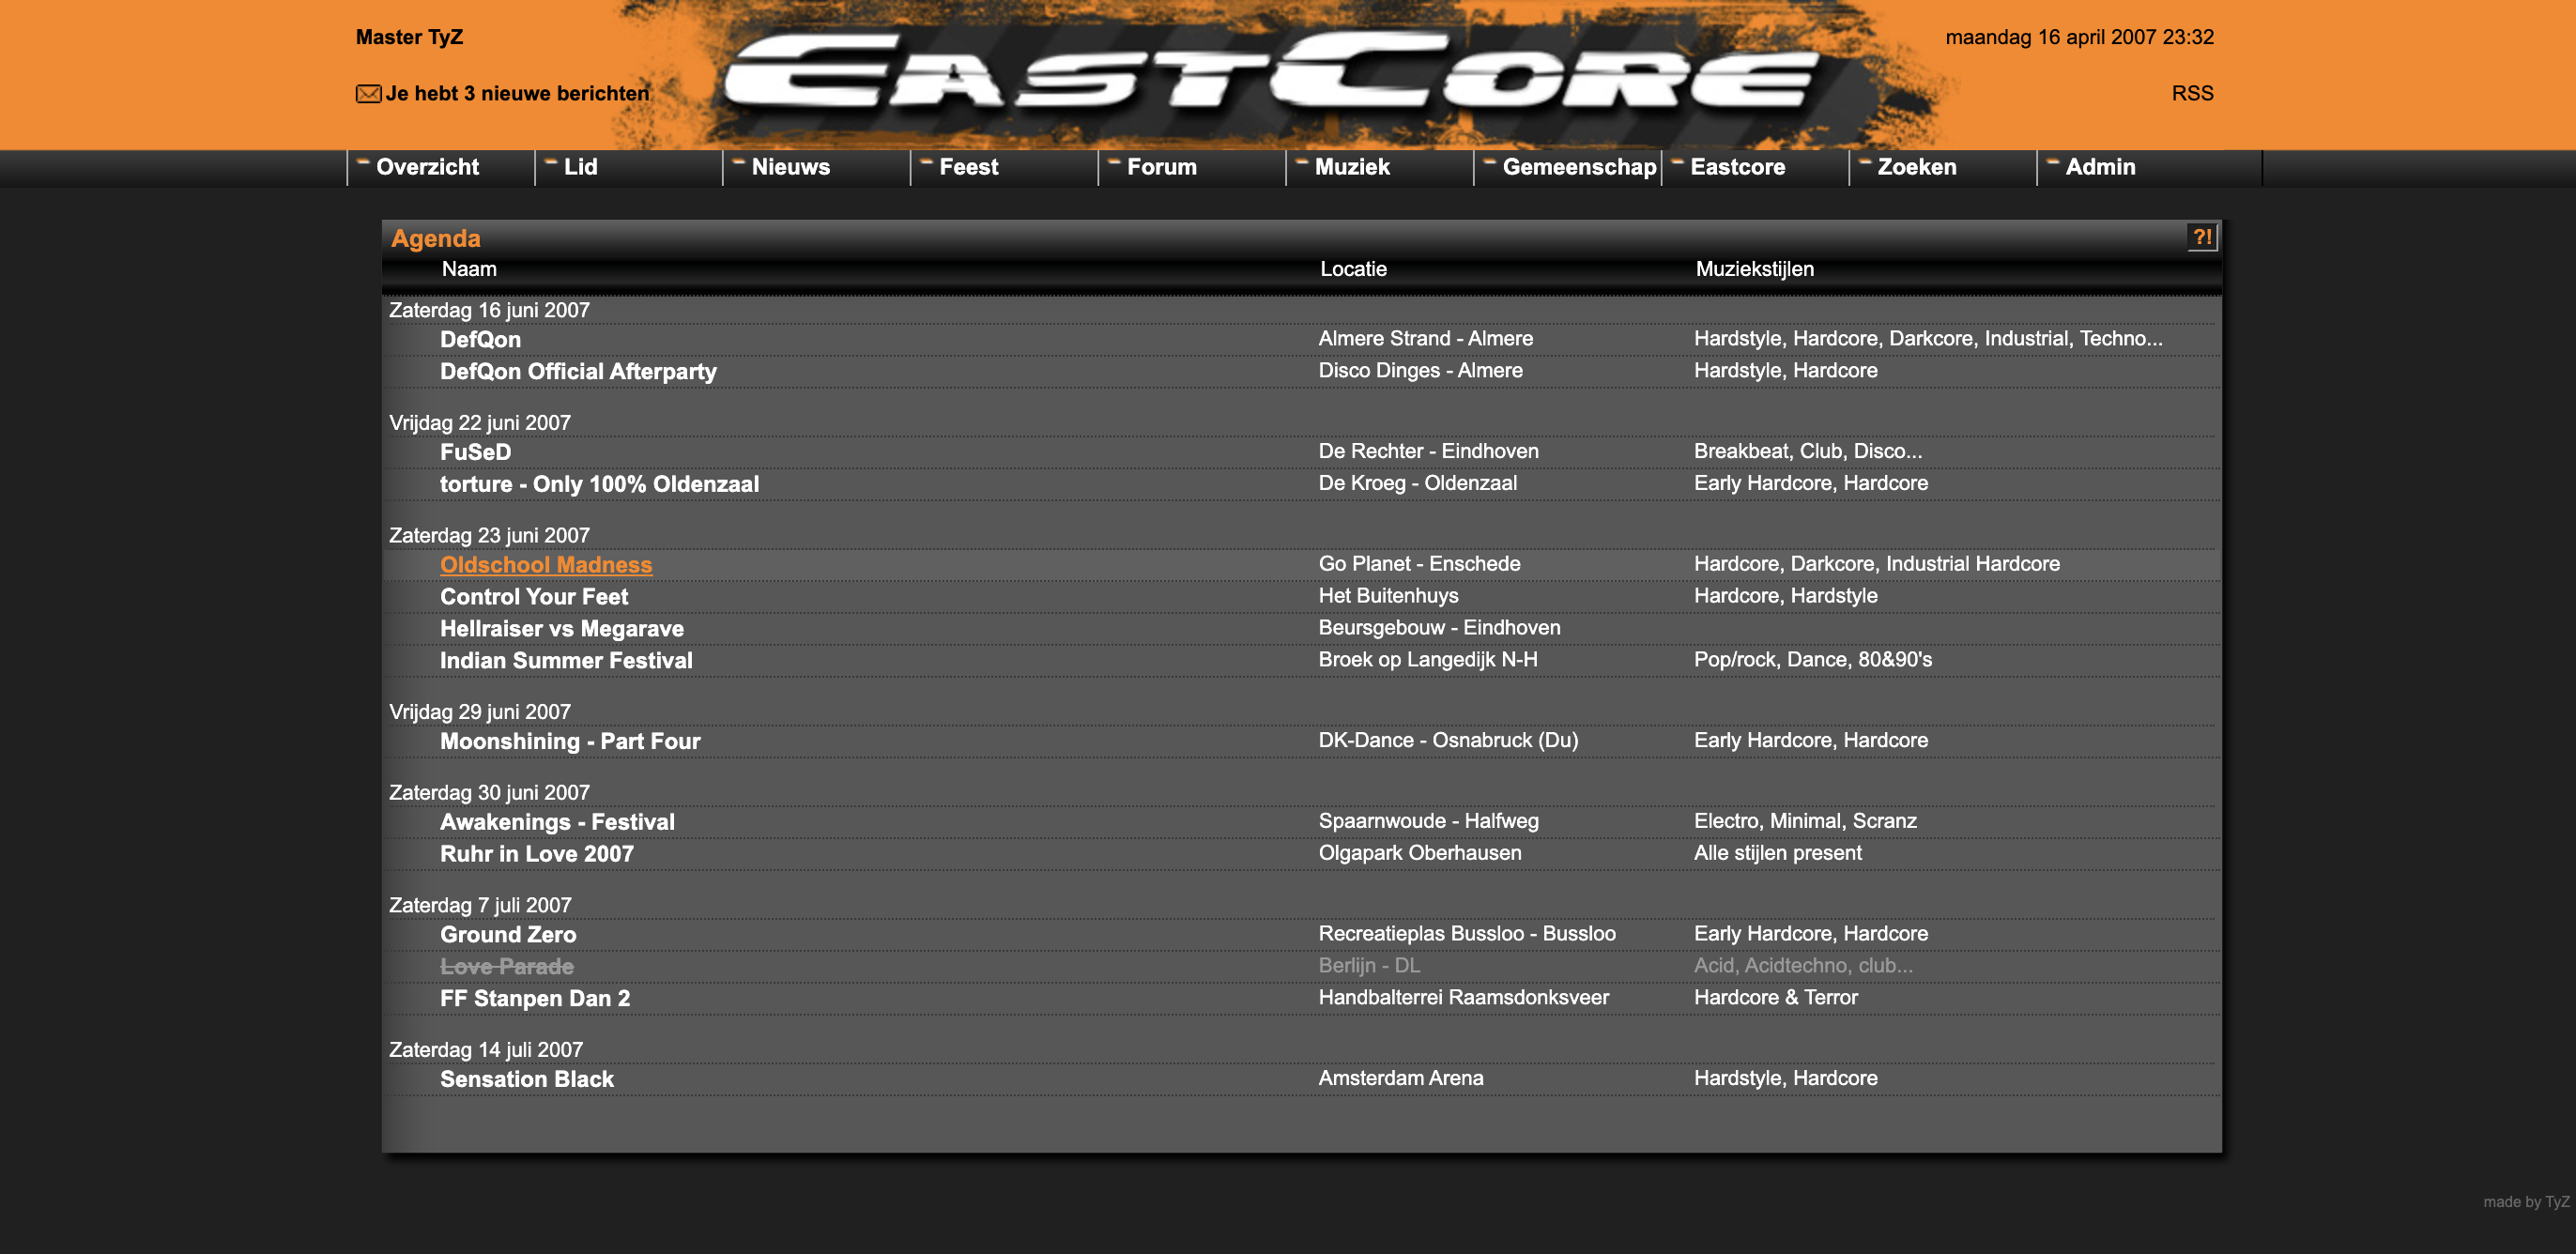 Master TyZ
EASTCORE
maandag 16 april 2007 23:32
Je hebt 3 nieuwe berichten
RSS
Overzicht Lid Nieuws Feest Forum Muziek Gemeenschap Eastcore Zoeken Admin
Agenda ?!
Naam Locatie Muziekstijlen
Zaterdag 16 juni 2007
DefQon Almere Strand - Almere Hardstyle, Hardcore, Darkcore, Industrial, Techno...
DefQon Official Afterparty Disco Dinges - Almere Hardstyle, Hardcore
Vrijdag 22 juni 2007
FuSeD De Rechter - Eindhoven Breakbeat, Club, Disco...
torture - Only 100% Oldenzaal De Kroeg - Oldenzaal Early Hardcore, Hardcore
Zaterdag 23 juni 2007
Oldschool Madness Go Planet - Enschede Hardcore, Darkcore, Industrial Hardcore
Control Your Feet Het Buitenhuys Hardcore, Hardstyle
Hellraiser vs Megarave Beursgebouw - Eindhoven
Indian Summer Festival Broek op Langedijk N-H Pop/rock, Dance, 80&90's
Vrijdag 29 juni 2007
Moonshining - Part Four DK-Dance - Osnabruck (Du) Early Hardcore, Hardcore
Zaterdag 30 juni 2007
Awakenings - Festival Spaarnwoude - Halfweg Electro, Minimal, Scranz
Ruhr in Love 2007 Olgapark Oberhausen Alle stijlen present
Zaterdag 7 juli 2007
Ground Zero Recreatieplas Bussloo - Bussloo Early Hardcore, Hardcore
Love Parade Berlijn - DL Acid, Acidtechno, club...
FF Stanpen Dan 2 Handbalterrei Raamsdonksveer Hardcore & Terror
Zaterdag 14 juli 2007
Sensation Black Amsterdam Arena Hardstyle, Hardcore
made by TyZ